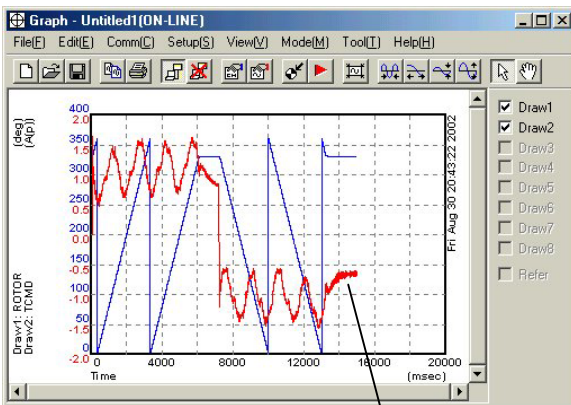 Graph - Untitled1(ON-LINE)
File(F) Edit(E) Comm(C) Setup(S) View(V) Mode(M) Tool(T) Help(H)
(deg)
(A(p))
400
2.0
350
1.5
300
1.0
250
0.5
200
0.0
150
-0.5
100
-1.0
50
-1.5
0
-2.0
0 4000 8000 12000 16000 20000
Time (msec)
Draw1: ROTOR
Draw2: TCMD
Fri Aug 30 20:43:22 2002
Draw1
Draw2
Draw3
Draw4
Draw5
Draw6
Draw7
Draw8
Refer